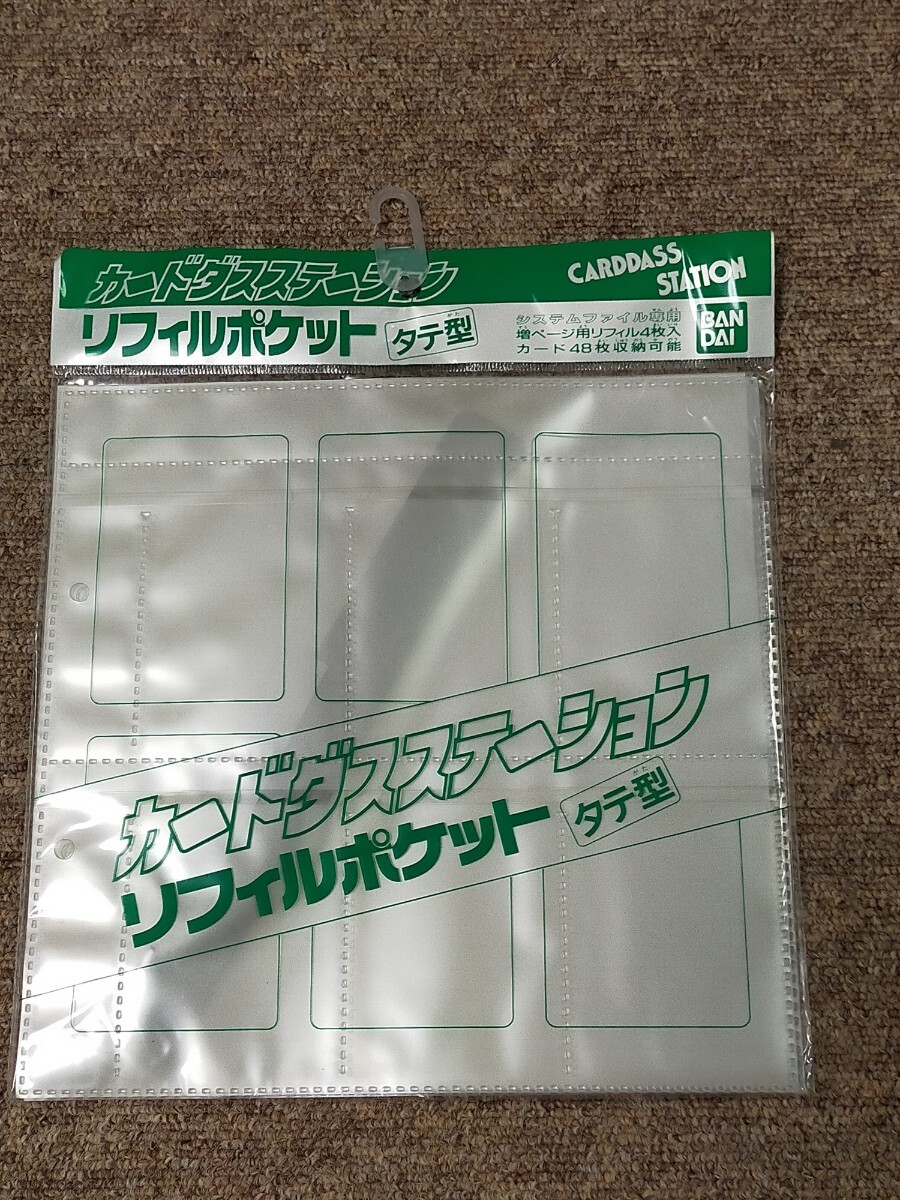 カードダスステーション
リフィルポケット
タテ型
がた
CARDDASS
STATION
システムファイル専用
増ページ用リフィル4枚入
カード48枚収納可能
BAN
DAI
カードダスステーション
リフィルポケット
タテ型
がた